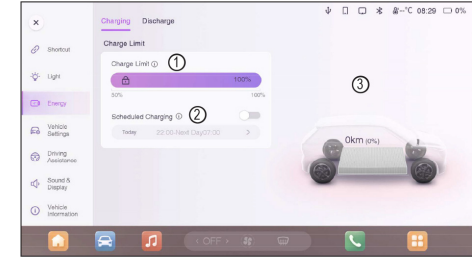 Charging Discharge
--°C 08:29 0%
×
Charge Limit
Shortcut
Charge Limit
①
100%
50% 100%
Light
Energy
Scheduled Charging
②
Today 22:00-Next Day07:00 >
③
0km (0%)
Vehicle
Settings
Driving
Assistance
Sound &
Display
Vehicle
Information
‹ OFF ›